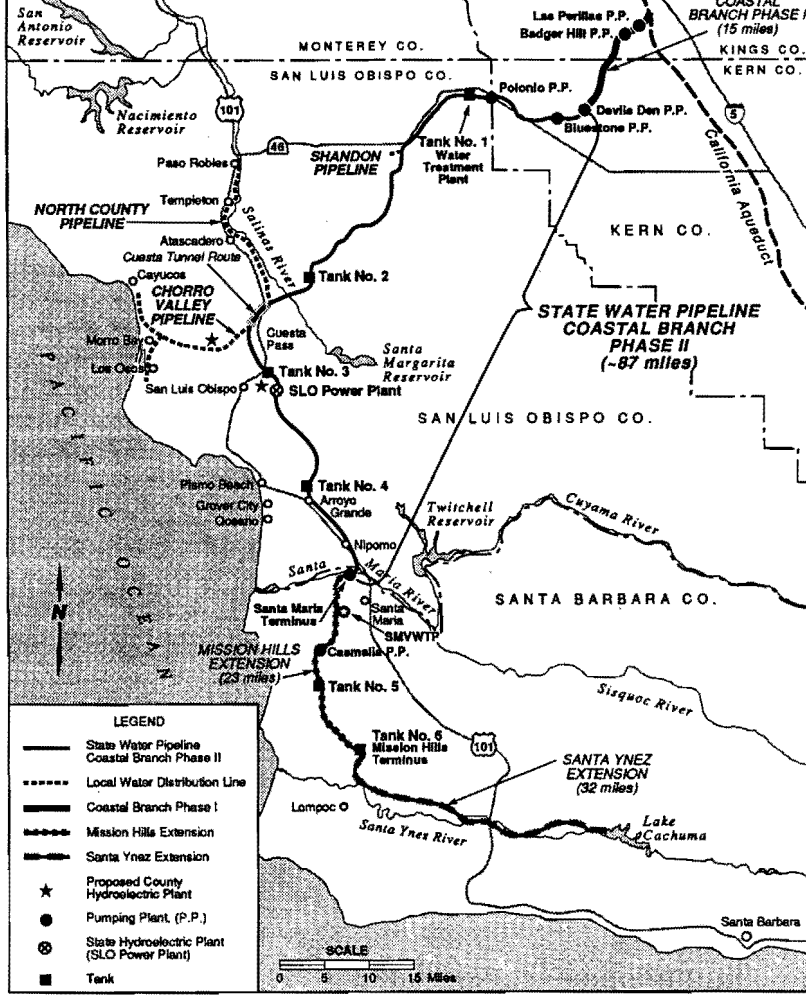 San
Antonio
Reservoir
COASTAL
BRANCH PHASE I
(15 miles)
Las Perillas P.P.
Badger Hill P.P.
MONTEREY CO.
SAN LUIS OBISPO CO.
KINGS CO.
KERN CO.
Nacimiento
Reservoir
101
5
Polonio P.P.
Devils Den P.P.
Bluestone P.P.
Tank No. 1
Water
Treatment
Plant
46
SHANDON
PIPELINE
California Aqueduct
Paso Robles
Templeton
NORTH COUNTY
PIPELINE
Salinas River
Atascadero
Cuesta Tunnel Route
KERN CO.
Cayucos
Tank No. 2
CHORRO
VALLEY
PIPELINE
STATE WATER PIPELINE
COASTAL BRANCH
PHASE II
(~87 miles)
Cuesta
Pass
Morro Bay
Santa
Margarita
Reservoir
Los Osos
Tank No. 3
San Luis Obispo
SLO Power Plant
SAN LUIS OBISPO CO.
PACIFIC OCEAN
Pismo Beach
Tank No. 4
Arroyo
Grande
Grover City
Oceano
Twitchell
Reservoir
Cuyama River
Nipomo
Santa Maria River
N
Santa Maria
Terminus
Santa
Maria
SMVWTP
SANTA BARBARA CO.
MISSION HILLS
EXTENSION
(23 miles)
Casmalia P.P.
Tank No. 5
Sisquoc River
Tank No. 6
Mission Hills
Terminus
101
SANTA YNEZ
EXTENSION
(32 miles)
Lompoc
Santa Ynez River
Lake
Cachuma
Santa Barbara
LEGEND
State Water Pipeline
Coastal Branch Phase II
Local Water Distribution Line
Coastal Branch Phase I
Mission Hills Extension
Santa Ynez Extension
Proposed County
Hydroelectric Plant
Pumping Plant, (P.P.)
State Hydroelectric Plant
(SLO Power Plant)
Tank
SCALE
0 5 10 15 Miles